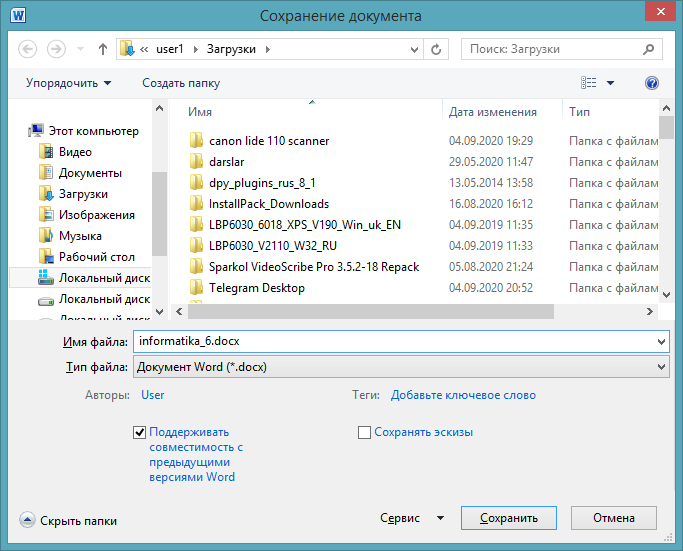 Сохранение документа
« user1 Загрузки
Поиск: Загрузки
Упорядочить
Создать папку
Этот компьютер
Видео
Документы
Загрузки
Изображения
Музыка
Рабочий стол
Локальный диск
Локальный диск
Локальный диск
Имя Дата изменения Тип
canon lide 110 scanner 04.09.2020 19:29 Папка с файлам
darslar 29.05.2020 11:47 Папка с файлам
dpy_plugins_rus_8_1 13.05.2014 13:58 Папка с файлам
InstallPack_Downloads 16.08.2020 16:12 Папка с файлам
LBP6030_6018_XPS_V190_Win_uk_EN 04.09.2019 11:35 Папка с файлам
LBP6030_V2110_W32_RU 04.09.2019 11:33 Папка с файлам
Sparkol VideoScribe Pro 3.5.2-18 Repack 05.08.2020 21:24 Папка с файлам
Telegram Desktop 04.09.2020 20:52 Папка с файлам
Имя файла: informatika_6.docx
Тип файла: Документ Word (*.docx)
Авторы: User
Теги: Добавьте ключевое слово
Поддерживать
совместимость с
предыдущими
версиями Word
Сохранять эскизы
Скрыть папки
Сервис
Сохранить
Отмена